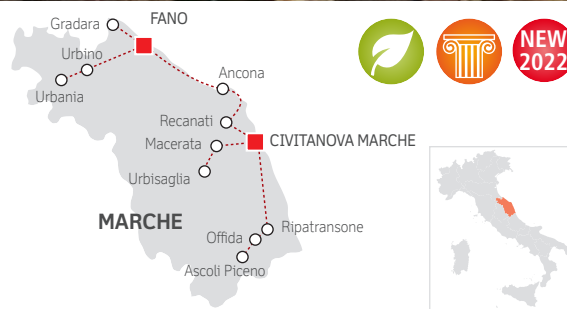 Gradara
FANO
Urbino
Urbania
Ancona
Recanati
Macerata
CIVITANOVA MARCHE
Urbisaglia
MARCHE
Offida
Ripatransone
Ascoli Piceno
NEW
2022